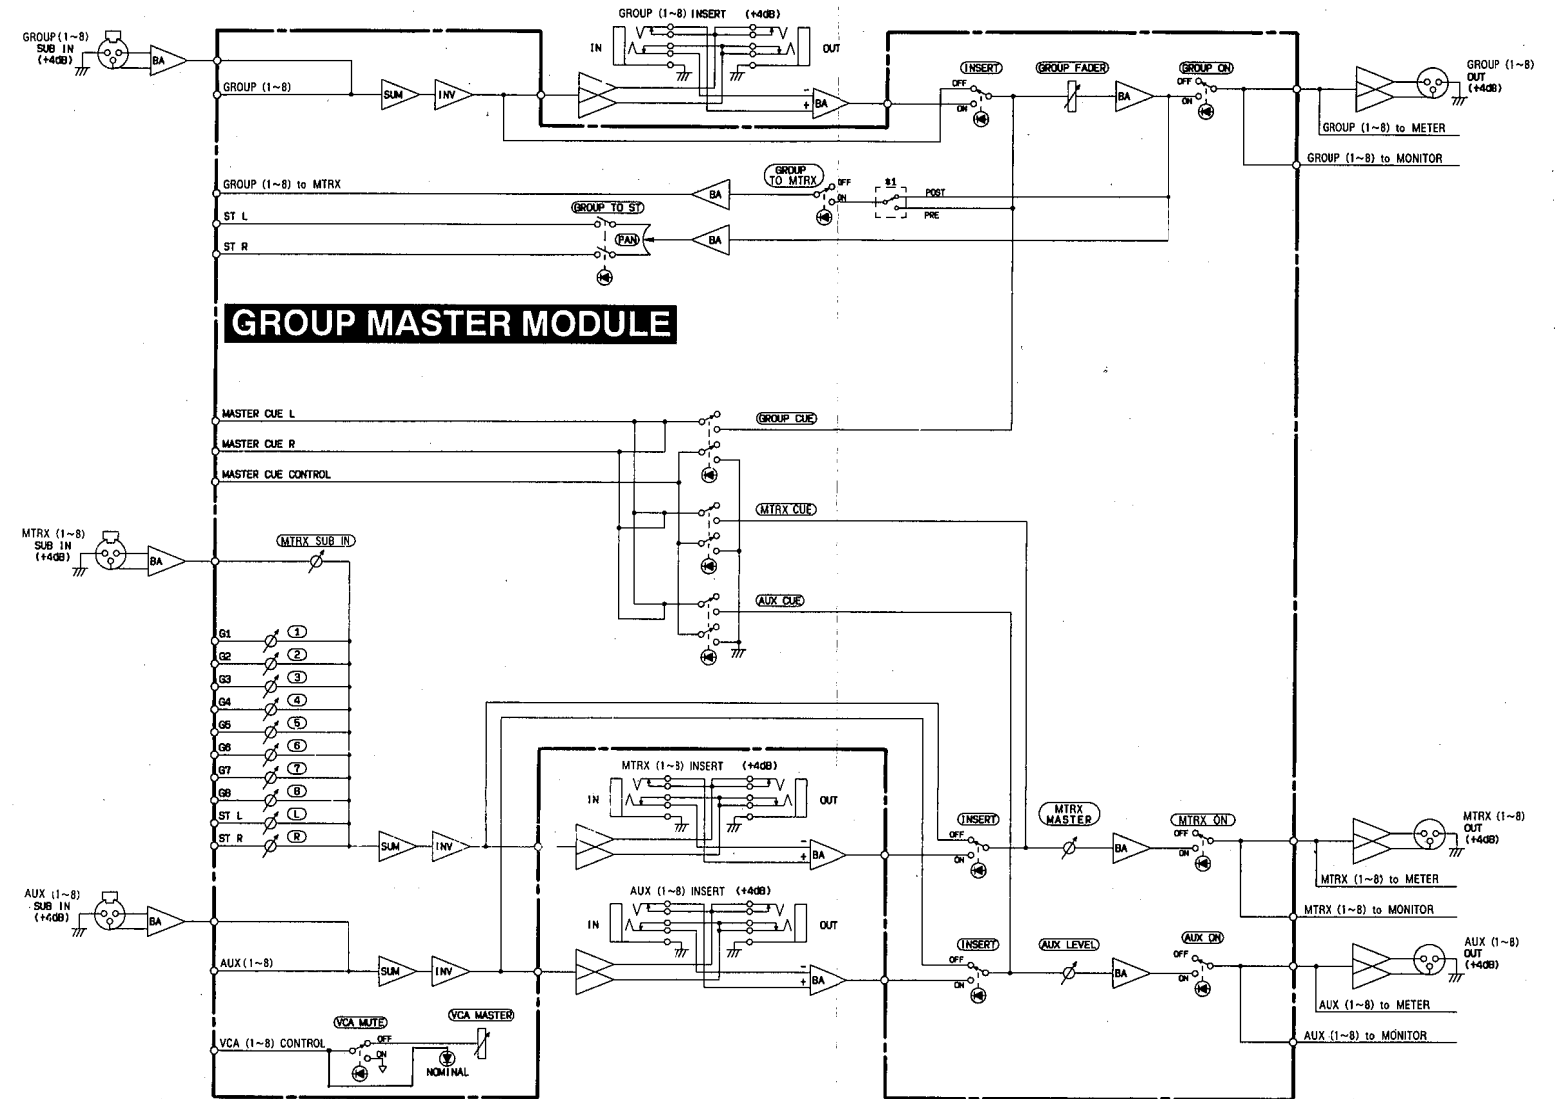 GROUP (1~8) INSERT (+4dB)
GROUP (1~8)
SUB IN
(+4dB)
BA
IN
OUT
GROUP (1~8)
SUM
INV
BA
INSERT
OFF
ON
GROUP FADER
BA
GROUP ON
OFF
ON
GROUP (1~8)
OUT
(+4dB)
GROUP (1~8) to METER
GROUP (1~8) to MONITOR
GROUP (1~8) to MTRX
BA
GROUP
TO MTRX
OFF
ON
POST
PRE
ST L
GROUP TO ST
ST R
PAN
BA
GROUP MASTER MODULE
MASTER CUE L
GROUP CUE
MASTER CUE R
MASTER CUE CONTROL
MTRX CUE
MTRX (1~8)
SUB IN
(+4dB)
BA
MTRX SUB IN
AUX CUE
G1 1
G2 2
G3 3
G4 4
G5 5
G6 6
G7 7
G8 8
ST L L
ST R R
SUM
INV
MTRX (1~8) INSERT (+4dB)
IN
OUT
- + BA
INSERT
OFF
ON
MTRX
MASTER
BA
MTRX ON
OFF
ON
MTRX (1~8)
OUT
(+4dB)
MTRX (1~8) to METER
MTRX (1~8) to MONITOR
AUX (1~8)
SUB IN
(+4dB)
BA
AUX (1~8) INSERT (+4dB)
IN
OUT
AUX (1~8)
SUM
INV
- + BA
INSERT
OFF
ON
AUX LEVEL
BA
AUX ON
OFF
ON
AUX (1~8)
OUT
(+4dB)
AUX (1~8) to METER
AUX (1~8) to MONITOR
VCA (1~8) CONTROL
VCA MUTE
OFF
ON
VCA MASTER
NOMINAL